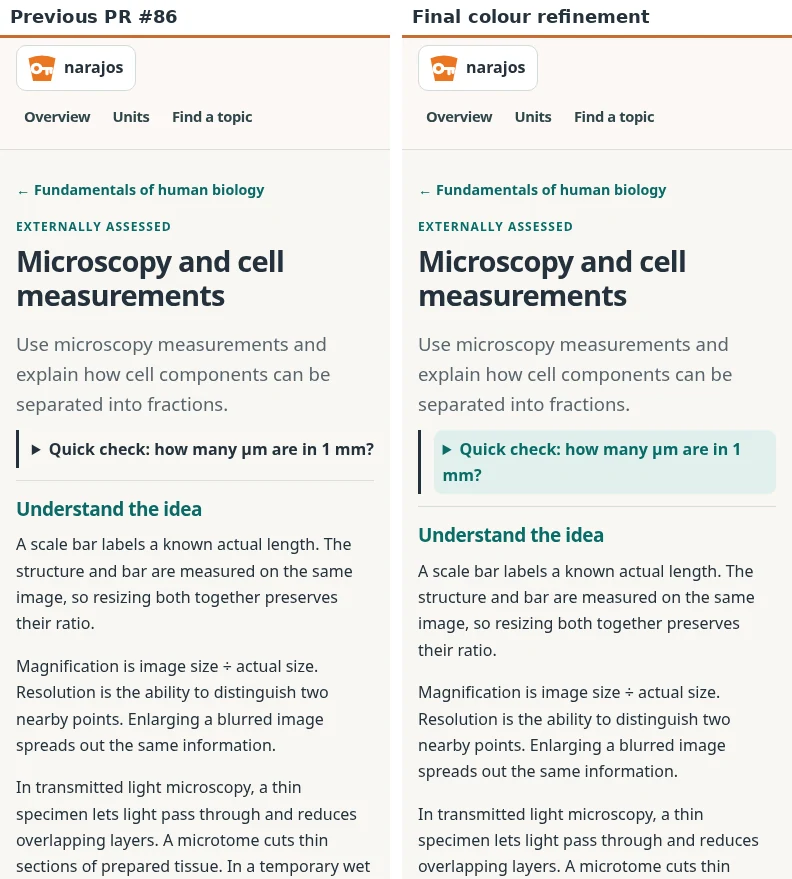 Previous PR #86
narajos
Overview Units Find a topic
← Fundamentals of human biology
EXTERNALLY ASSESSED
Microscopy and cell
measurements
Use microscopy measurements and
explain how cell components can be
separated into fractions.
▶ Quick check: how many µm are in 1 mm?
Understand the idea
A scale bar labels a known actual length. The
structure and bar are measured on the same
image, so resizing both together preserves
their ratio.
Magnification is image size ÷ actual size.
Resolution is the ability to distinguish two
nearby points. Enlarging a blurred image
spreads out the same information.
In transmitted light microscopy, a thin
specimen lets light pass through and reduces
overlapping layers. A microtome cuts thin
sections of prepared tissue. In a temporary wet
Final colour refinement
narajos
Overview Units Find a topic
← Fundamentals of human biology
EXTERNALLY ASSESSED
Microscopy and cell
measurements
Use microscopy measurements and
explain how cell components can be
separated into fractions.
▶ Quick check: how many µm are in 1
mm?
Understand the idea
A scale bar labels a known actual length. The
structure and bar are measured on the same
image, so resizing both together preserves
their ratio.
Magnification is image size ÷ actual size.
Resolution is the ability to distinguish two
nearby points. Enlarging a blurred image
spreads out the same information.
In transmitted light microscopy, a thin
specimen lets light pass through and reduces
overlapping layers. A microtome cuts thin